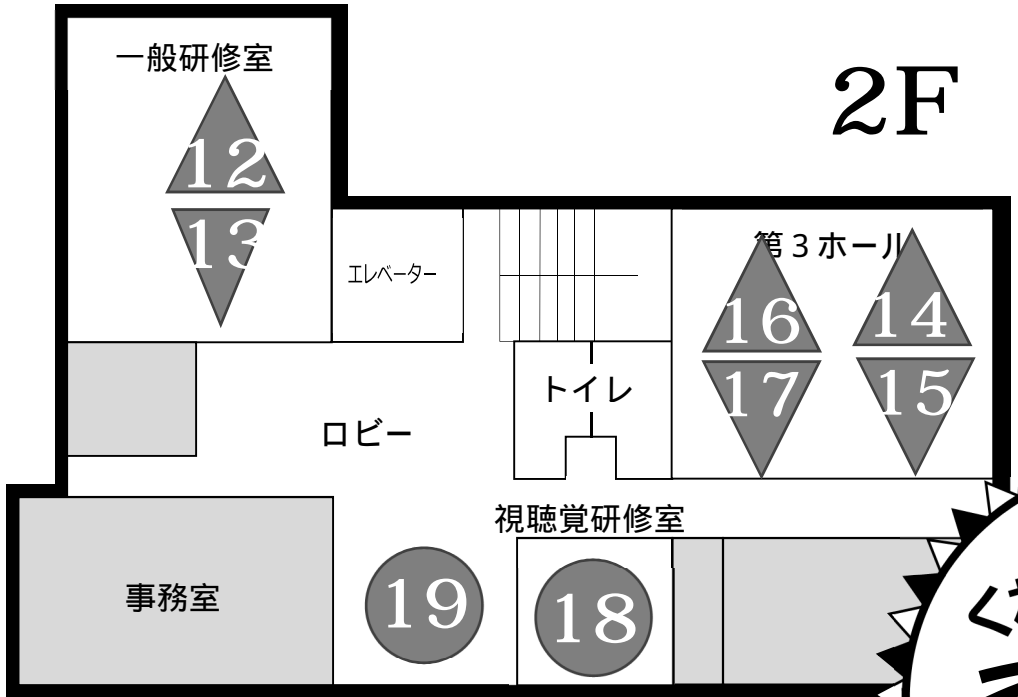 一般研修室
2F
12
13
エレベーター
第３ホール
16
14
17
15
トイレ
ロビー
視聴覚研修室
事務室
19
18